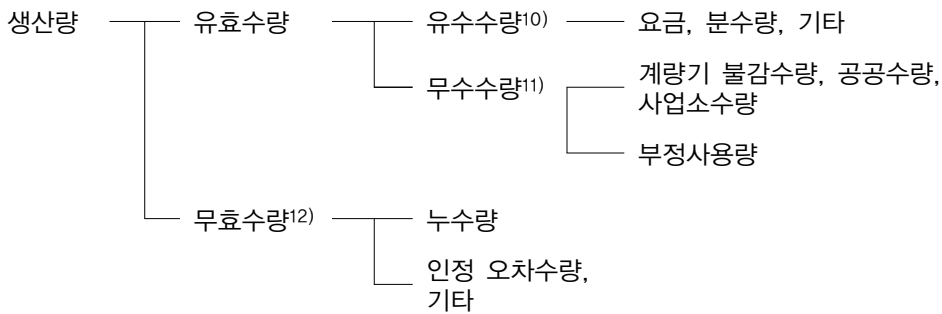 생산량 유효수량 유수수량10) 요금, 분수량, 기타
무수수량11) 계량기 불감수량, 공공수량,
사업소수량
부정사용량
무효수량12) 누수량
인정 오차수량,
기타